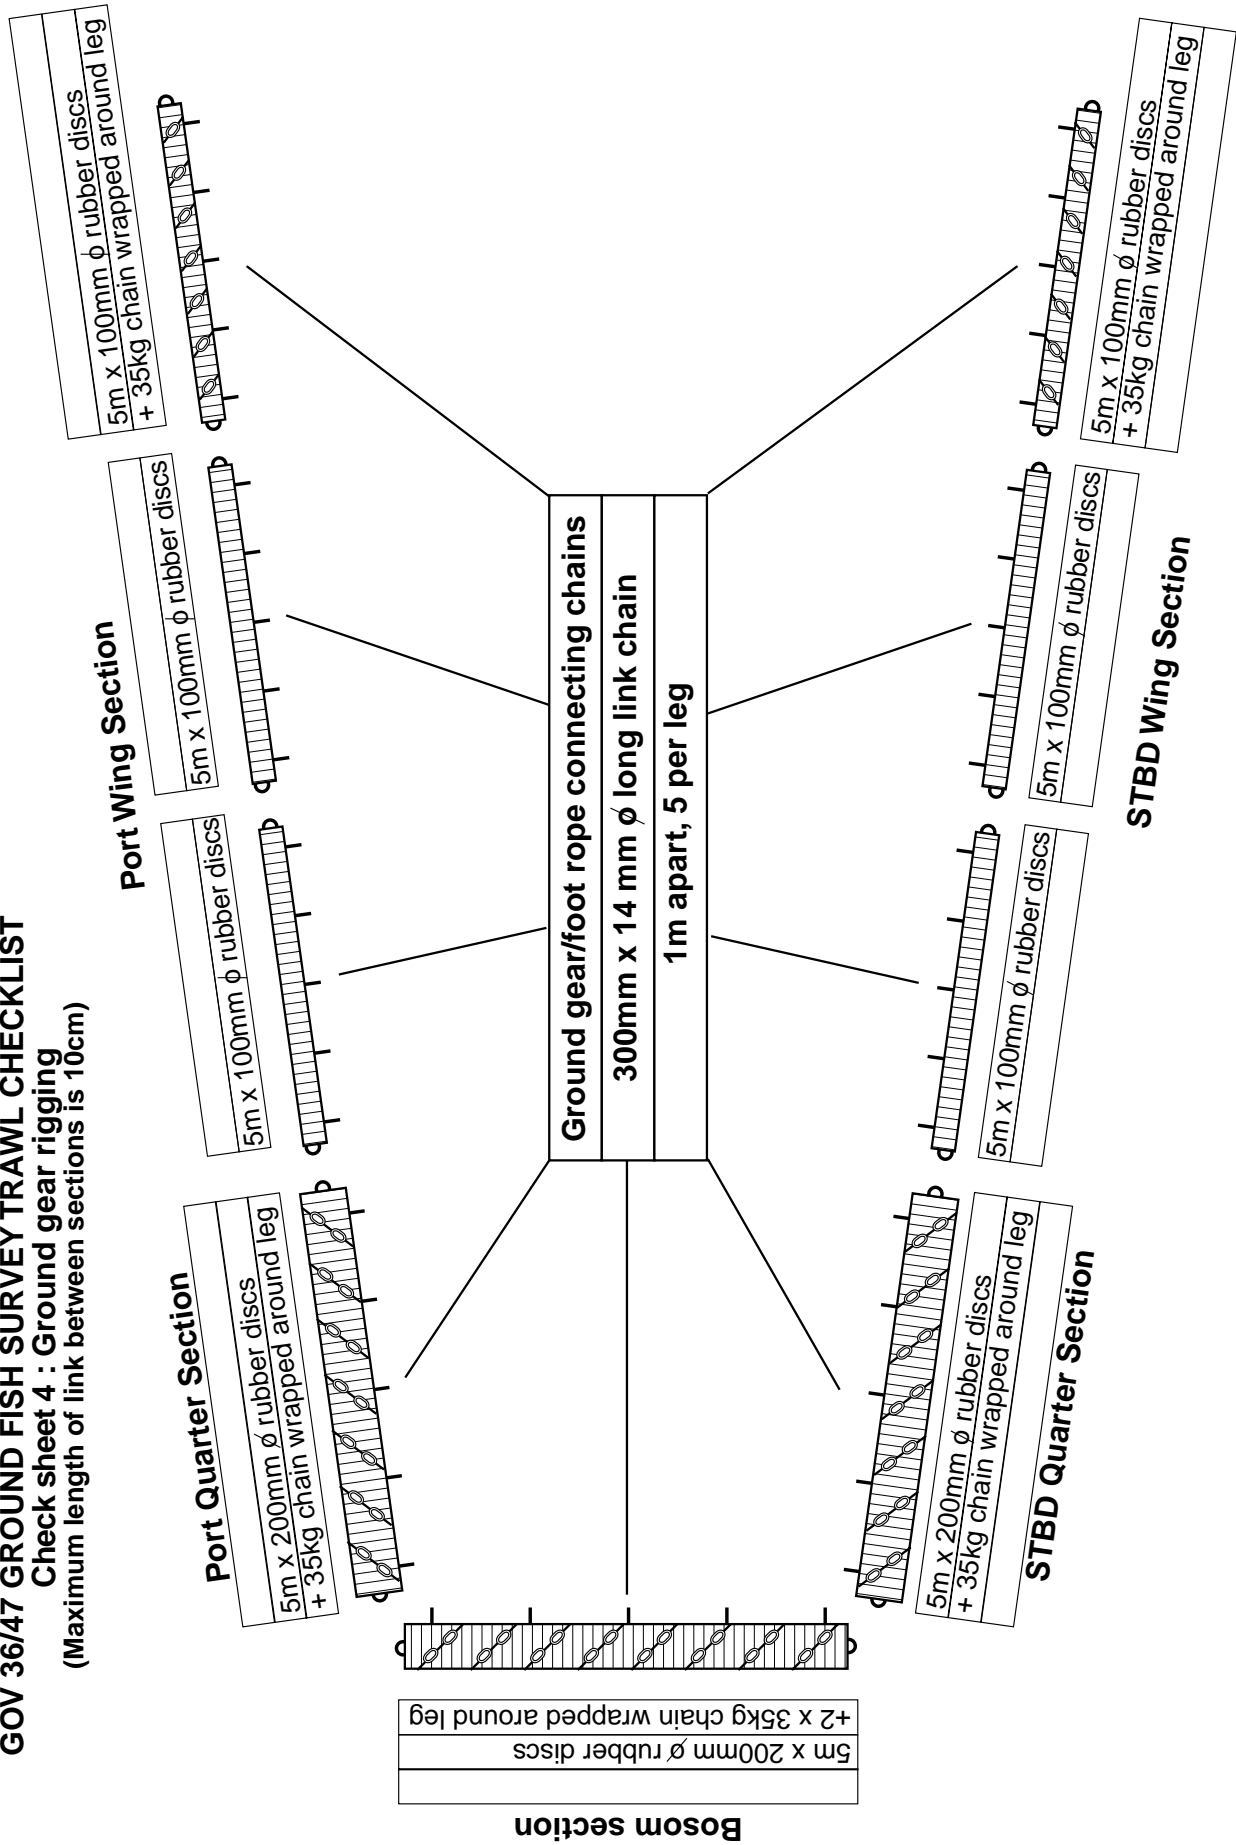 GOV 36/47 GROUND FISH SURVEY TRAWL CHECKLIST
Check sheet 4 : Ground gear rigging
(Maximum length of link between sections is 10cm)
Port Quarter Section
5m x 200mm ø rubber discs
+ 35kg chain wrapped around leg
Port Wing Section
5m x 100mm ø rubber discs
5m x 100mm ø rubber discs
5m x 100mm ø rubber discs
+ 35kg chain wrapped around leg
Bosom section
5m x 200mm ø rubber discs
+2 x 35kg chain wrapped around leg
Ground gear/foot rope connecting chains
300mm x 14 mm ø long link chain
1m apart, 5 per leg
5m x 200mm ø rubber discs
+ 35kg chain wrapped around leg
STBD Quarter Section
5m x 100mm ø rubber discs
5m x 100mm ø rubber discs
5m x 100mm ø rubber discs
+ 35kg chain wrapped around leg
STBD Wing Section